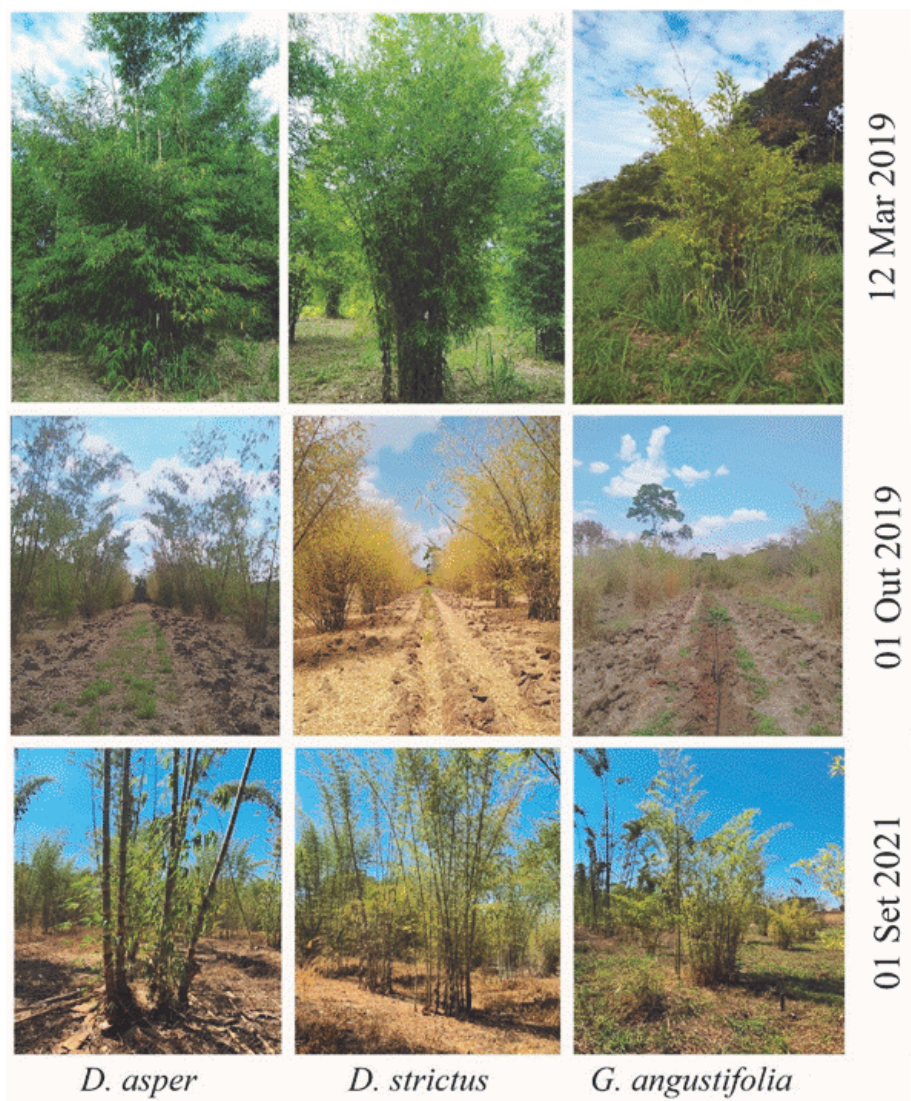 12 Mar 2019
01 Out 2019
01 Set 2021
D. asper
D. strictus
G. angustifolia